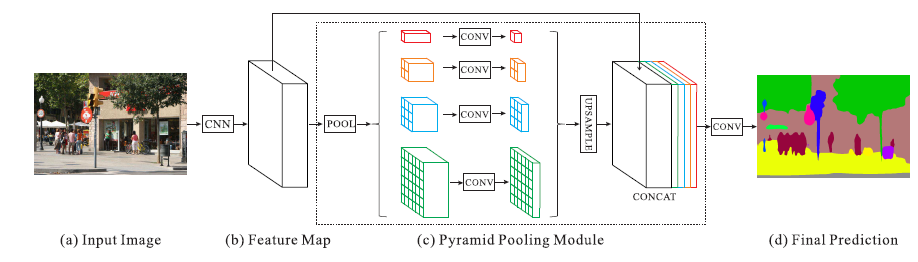 CNN
POOL
CONV
CONV
CONV
CONV
UPSAMPLE
CONCAT
CONV
(a) Input Image
(b) Feature Map
(c) Pyramid Pooling Module
(d) Final Prediction